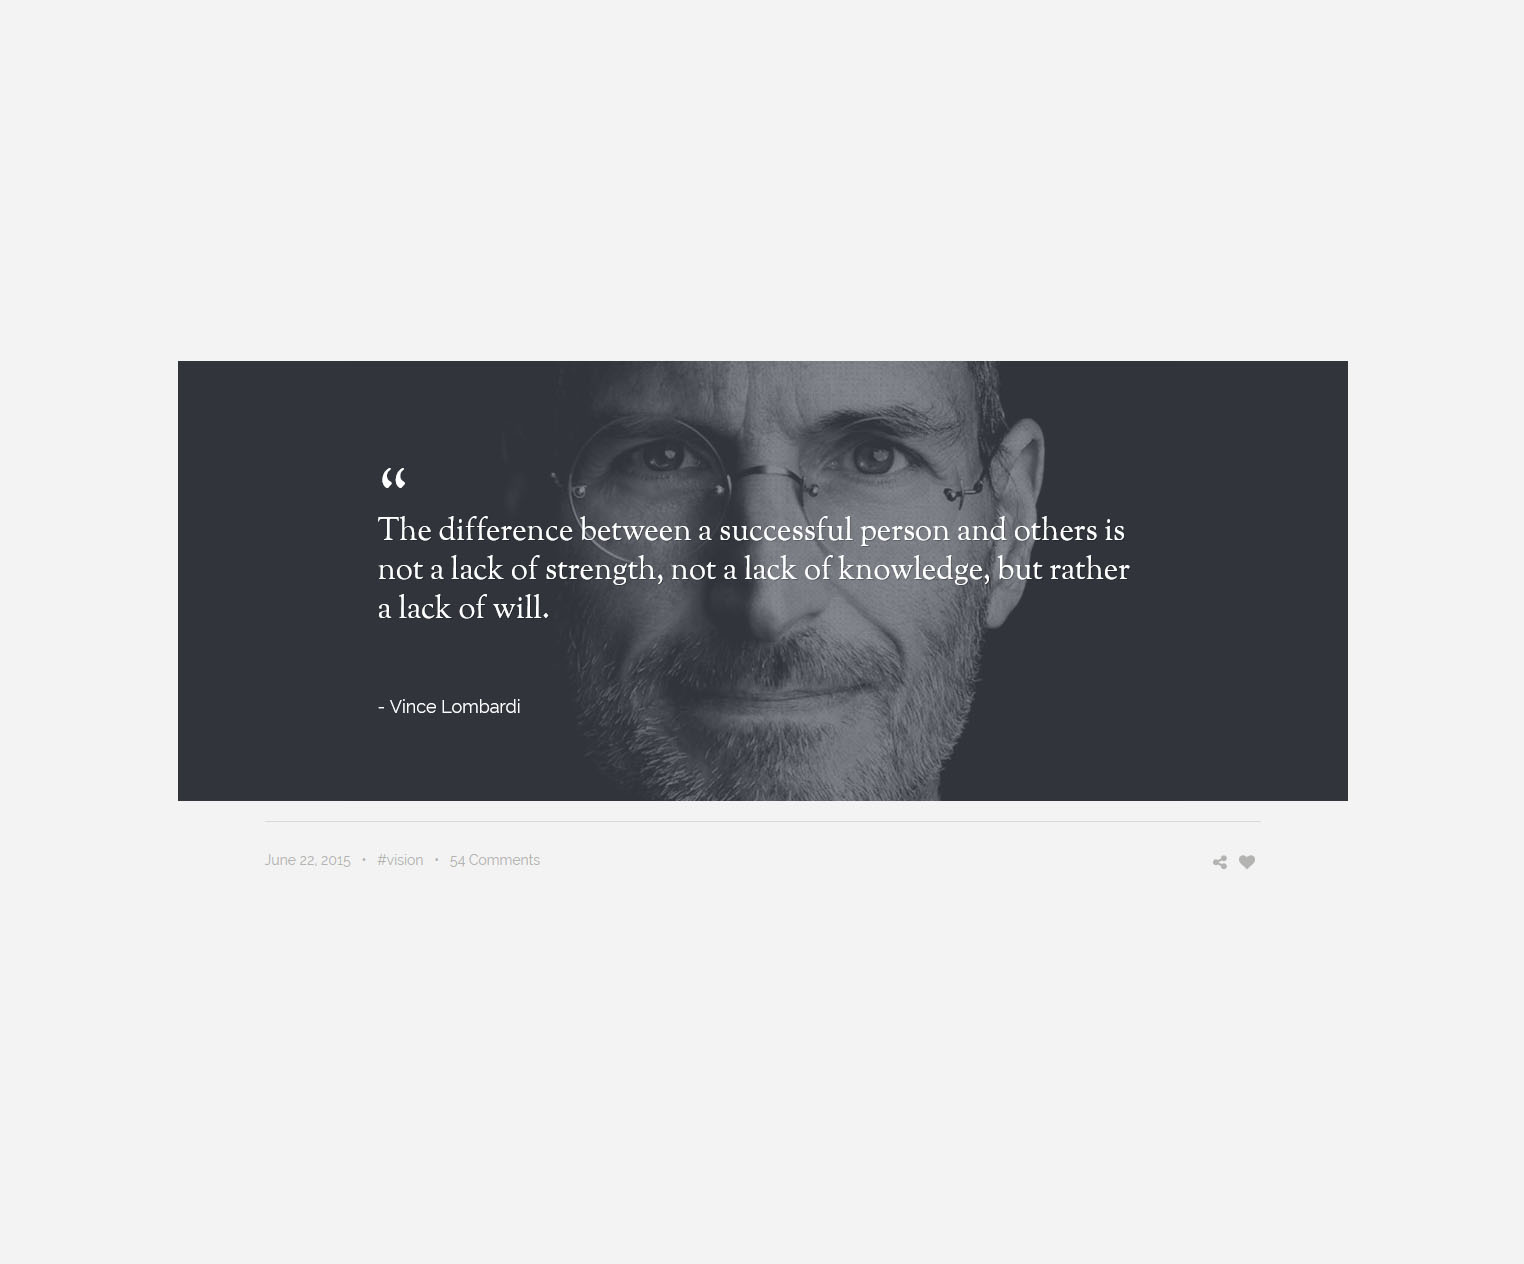 “
The difference between a successful person and others is
not a lack of strength, not a lack of knowledge, but rather
a lack of will.
- Vince Lombardi
June 22, 2015 • #vision • 54 Comments